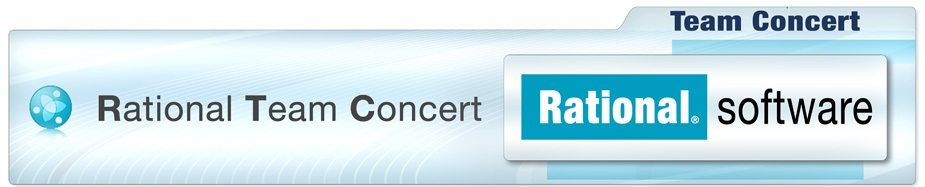 Team Concert
Rational Team Concert
Rational® software